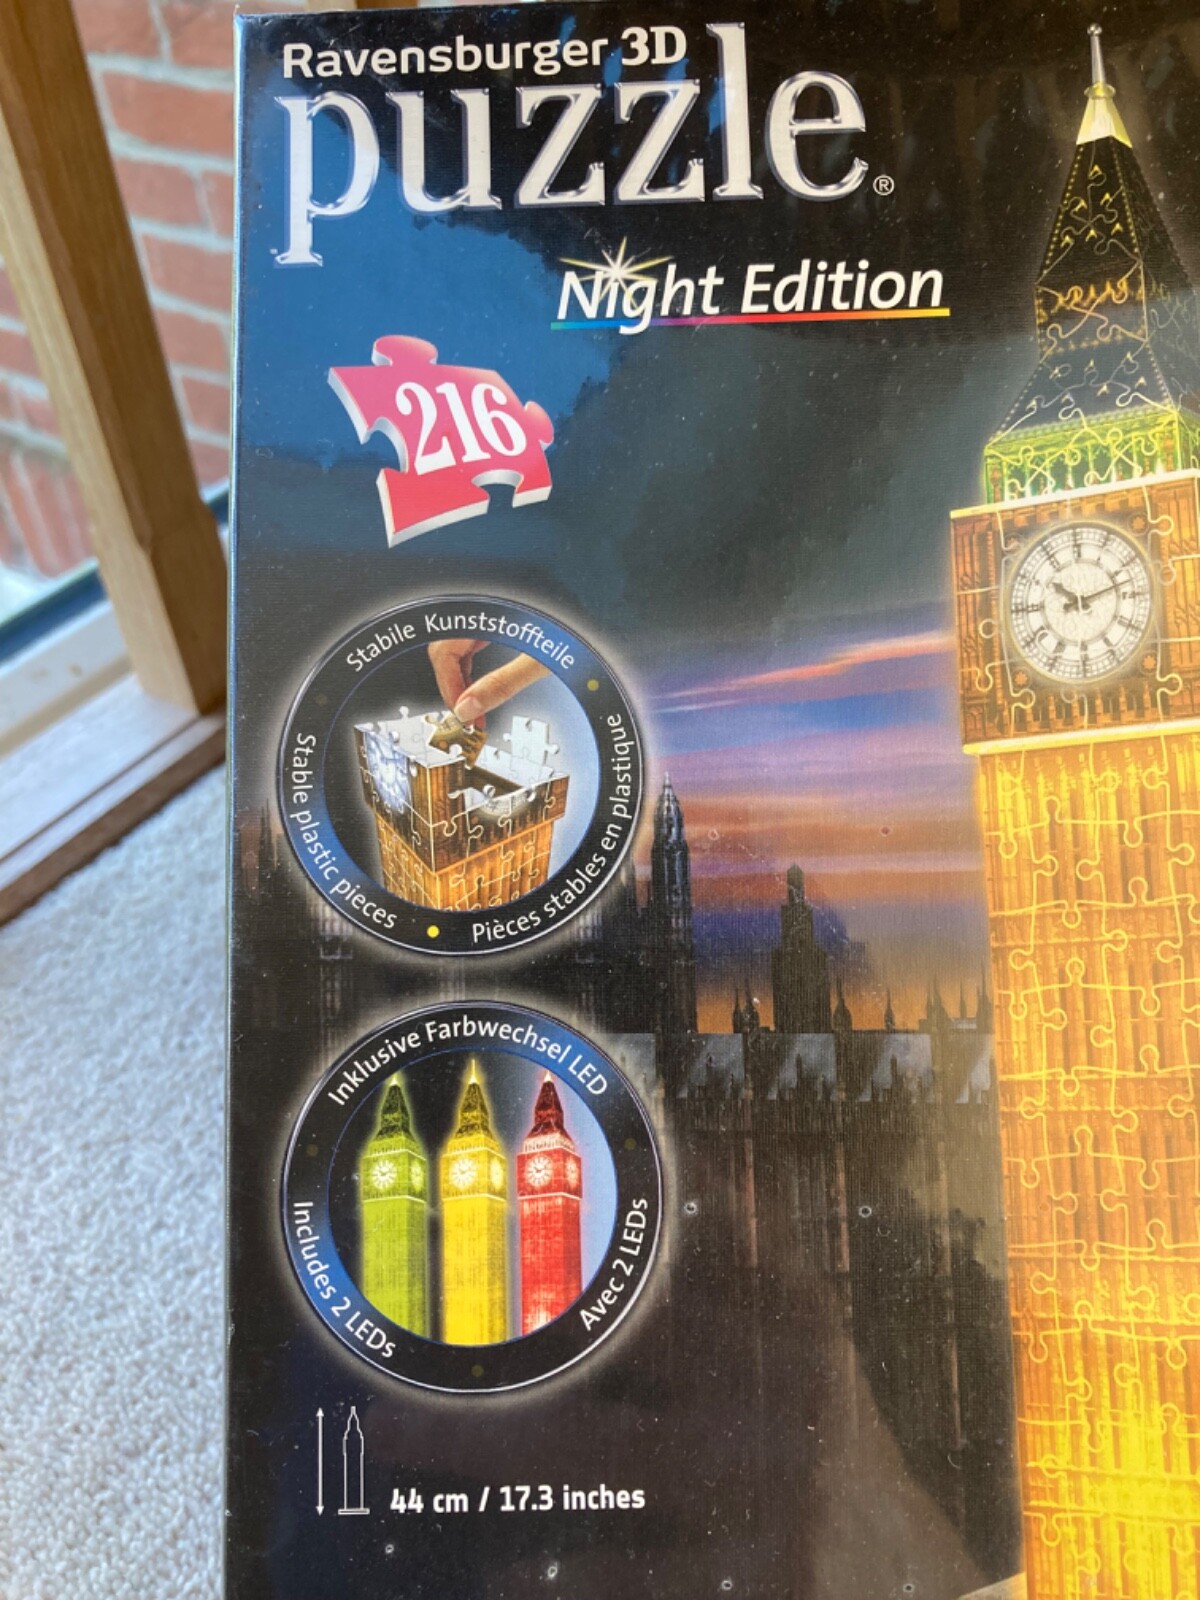 Ravensburger 3D
puzzle®
Night Edition
216
Stabile Kunststoffteile
Stable plastic pieces
Pièces stables en plastique
Inklusive Farbwechsel LED
Includes 2 LEDs
Avec 2 LEDs
44 cm / 17.3 inches